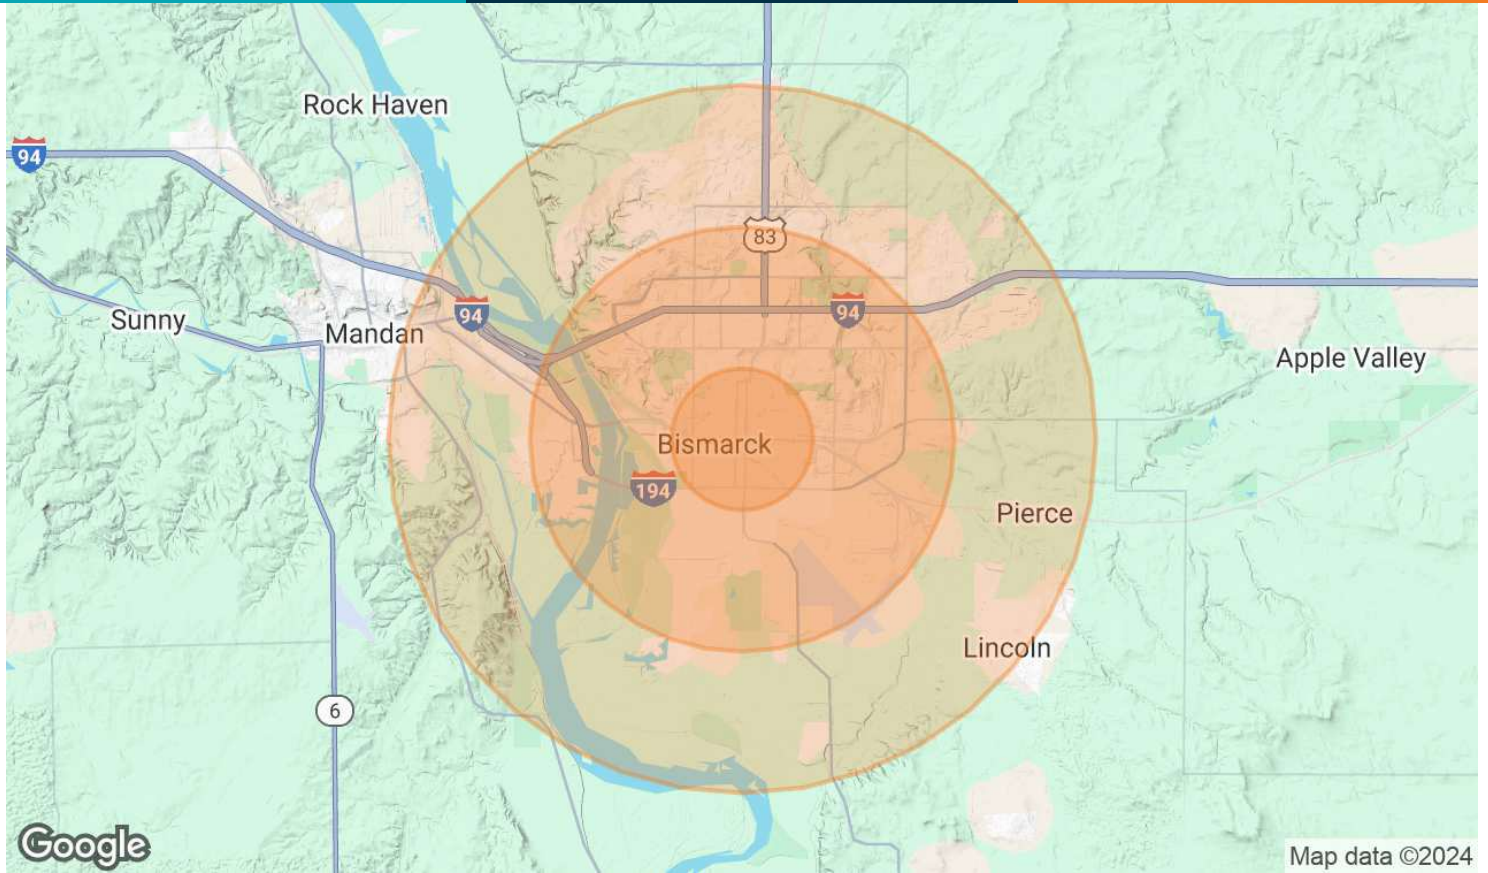 Rock Haven
94
83
94
94
Sunny
Mandan
Apple Valley
Bismarck
194
Pierce
Lincoln
6
Google
Map data ©2024